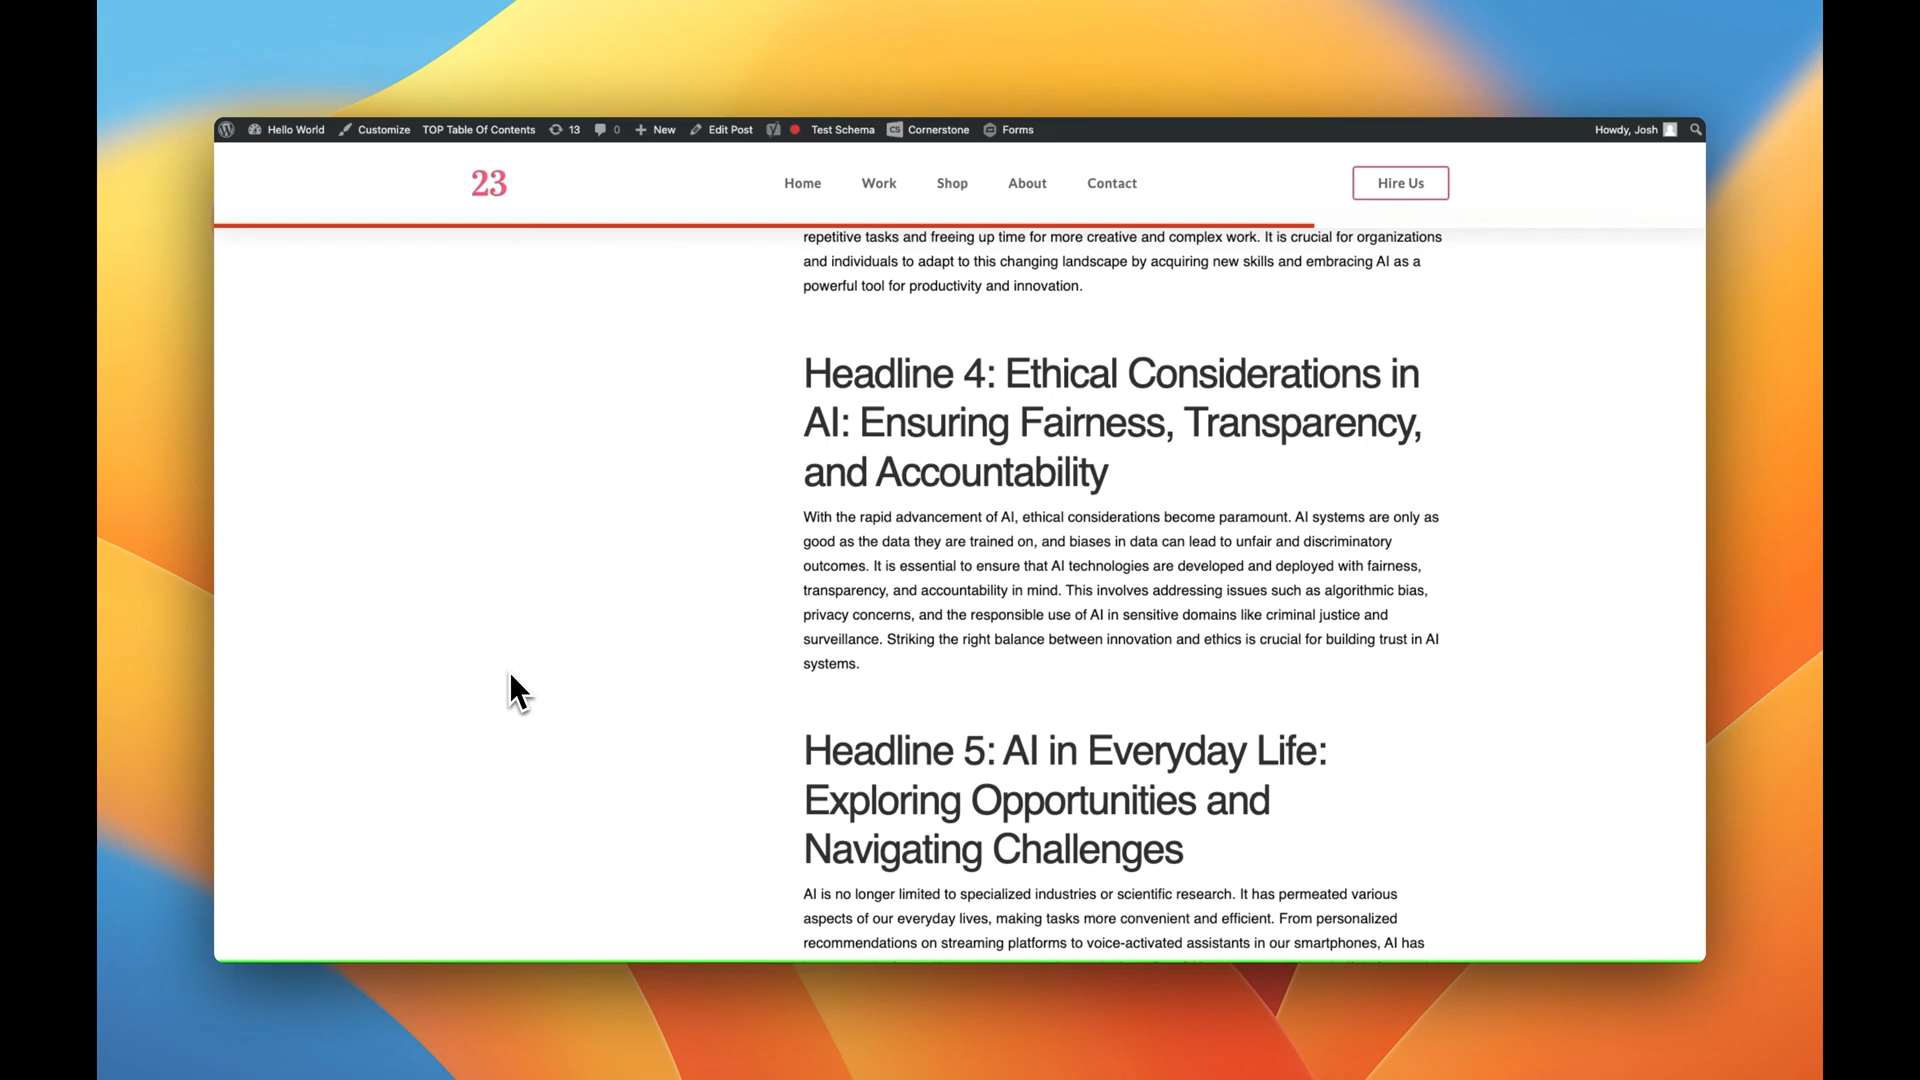 Hello World Customize TOP Table Of Contents 13 0 New Edit Post Test Schema CS Cornerstone Forms Howdy, Josh
23 Home Work Shop About Contact Hire Us
repetitive tasks and freeing up time for more creative and complex work. It is crucial for organizations
and individuals to adapt to this changing landscape by acquiring new skills and embracing AI as a
powerful tool for productivity and innovation.
Headline 4: Ethical Considerations in
AI: Ensuring Fairness, Transparency,
and Accountability
With the rapid advancement of AI, ethical considerations become paramount. AI systems are only as
good as the data they are trained on, and biases in data can lead to unfair and discriminatory
outcomes. It is essential to ensure that AI technologies are developed and deployed with fairness,
transparency, and accountability in mind. This involves addressing issues such as algorithmic bias,
privacy concerns, and the responsible use of AI in sensitive domains like criminal justice and
surveillance. Striking the right balance between innovation and ethics is crucial for building trust in AI
systems.
Headline 5: AI in Everyday Life:
Exploring Opportunities and
Navigating Challenges
AI is no longer limited to specialized industries or scientific research. It has permeated various
aspects of our everyday lives, making tasks more convenient and efficient. From personalized
recommendations on streaming platforms to voice-activated assistants in our smartphones, AI has